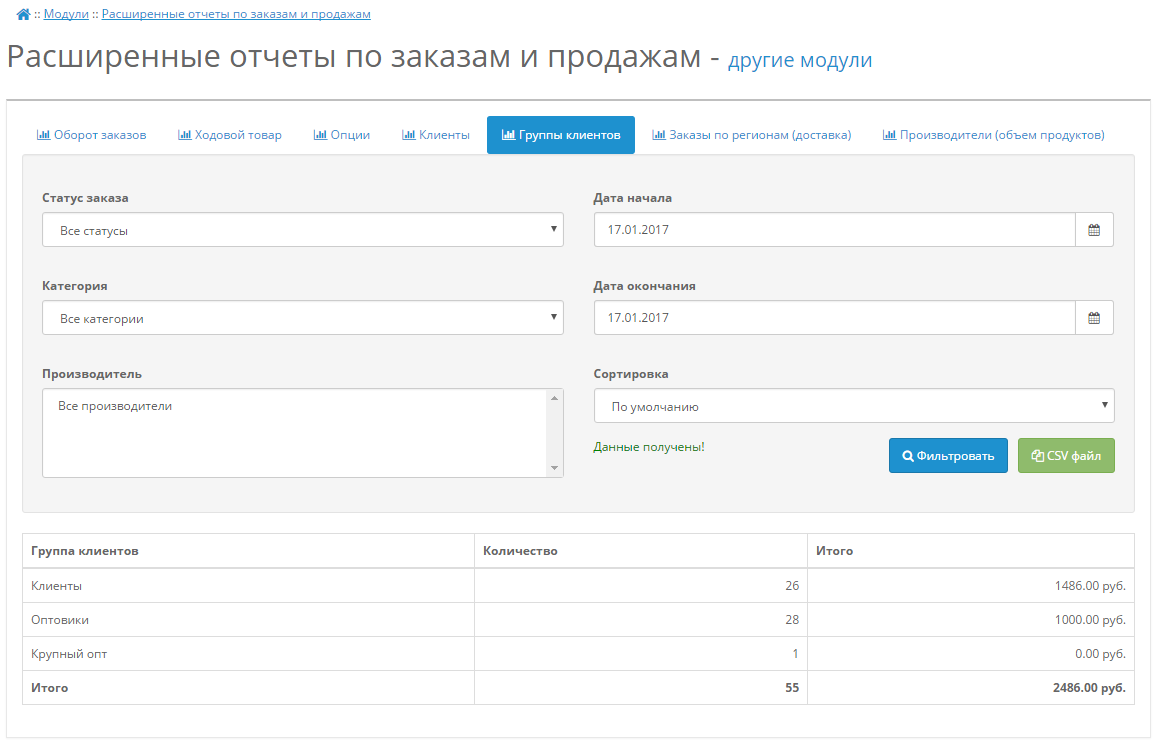 :: Модули :: Расширенные отчеты по заказам и продажам
Расширенные отчеты по заказам и продажам - другие модули
Оборот заказов Ходовой товар Опции Клиенты Группы клиентов Заказы по регионам (доставка) Производители (объем продуктов)
Статус заказа Дата начала
Все статусы 17.01.2017
Категория Дата окончания
Все категории 17.01.2017
Производитель Сортировка
Все производители По умолчанию
Данные получены! Фильтровать CSV файл
Группа клиентов Количество Итого
Клиенты 26 1486.00 руб.
Оптовики 28 1000.00 руб.
Крупный опт 1 0.00 руб.
Итого 55 2486.00 руб.